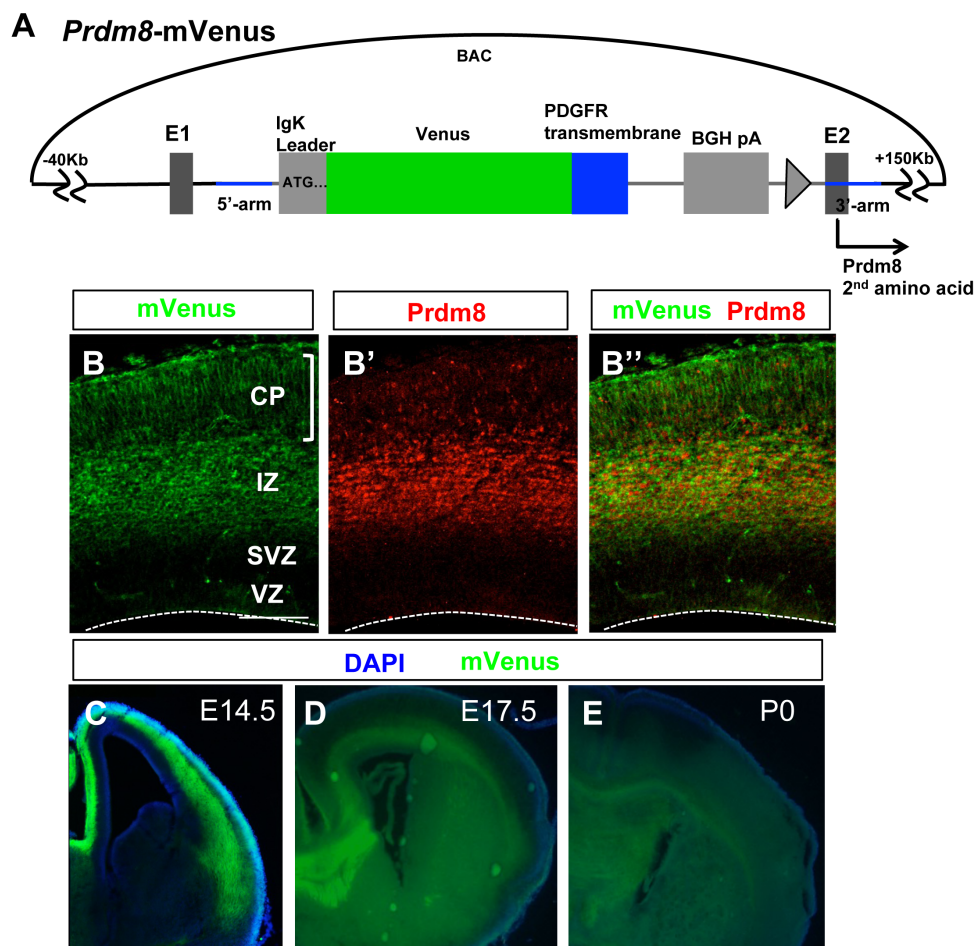 A Prdm8-mVenus
BAC
-40Kb
E1
IgK
Leader
ATG...
Venus
PDGFR
transmembrane
BGH pA
E2
+150Kb
5’-arm
3’-arm
Prdm8
2nd amino acid
mVenus
Prdm8
mVenus Prdm8
B
CP
IZ
SVZ
VZ
B’
B’’
DAPI mVenus
C E14.5
D E17.5
E P0